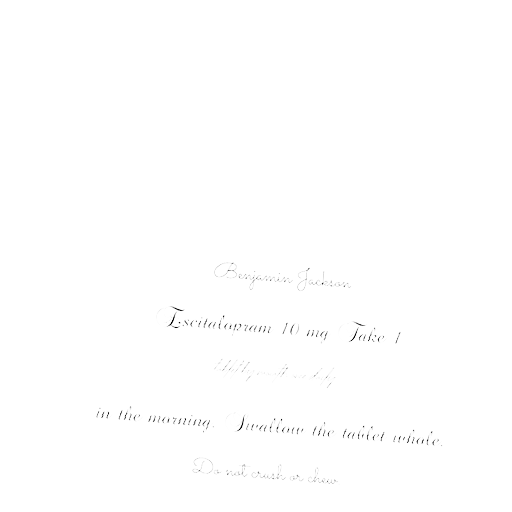 Benjamin Jackson
Escitalopram 10 mg Take 1
in the morning. Swallow the tablet whole.
Do not crush or chew